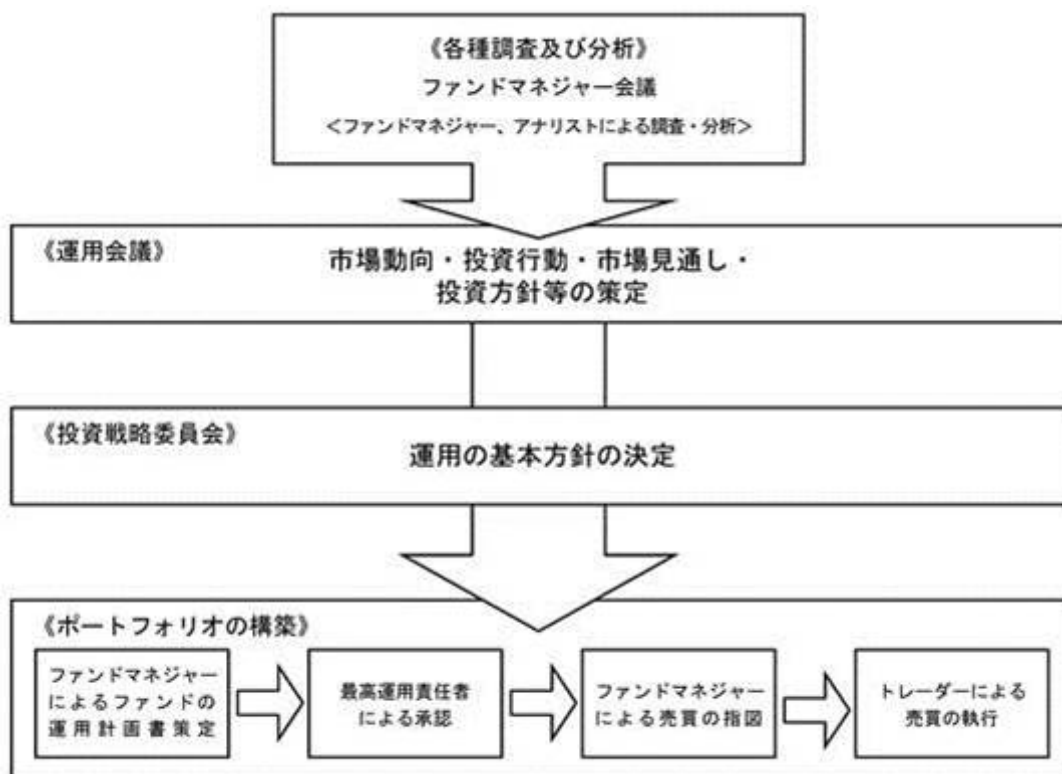 《各種調査及び分析》
ファンドマネジャー会議
＜ファンドマネジャー、アナリストによる調査・分析＞
《運用会議》
市場動向・投資行動・市場見通し・
投資方針等の策定
《投資戦略委員会》
運用の基本方針の決定
《ポートフォリオの構築》
ファンドマネジャー
によるファンドの
運用計画書策定
最高運用責任者
による承認
ファンドマネジャー
による売買の指図
トレーダーによる
売買の執行